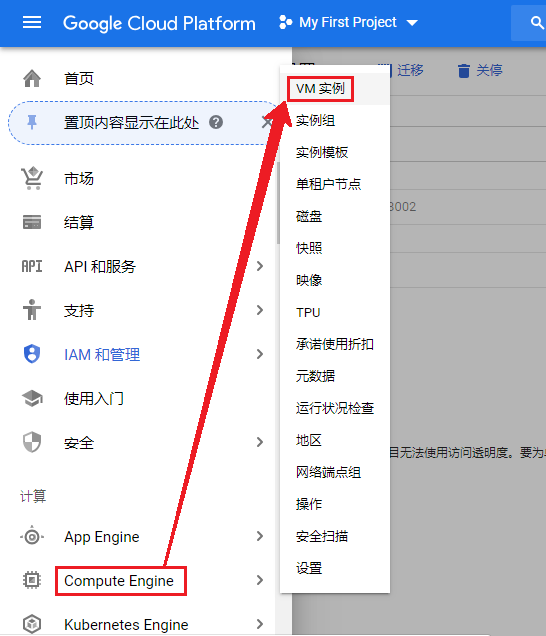 Google Cloud Platform
My First Project
迁移
关停
首页
置顶内容显示在此处
市场
结算
API API 和服务
支持
IAM 和管理
使用入门
安全
计算
App Engine
Compute Engine
Kubernetes Engine
VM 实例
实例组
实例模板
单租户节点
磁盘
快照
映像
TPU
承诺使用折扣
元数据
运行状况检查
地区
网络端点组
操作
安全扫描
设置
3002
目无法使用访问透明度。要为